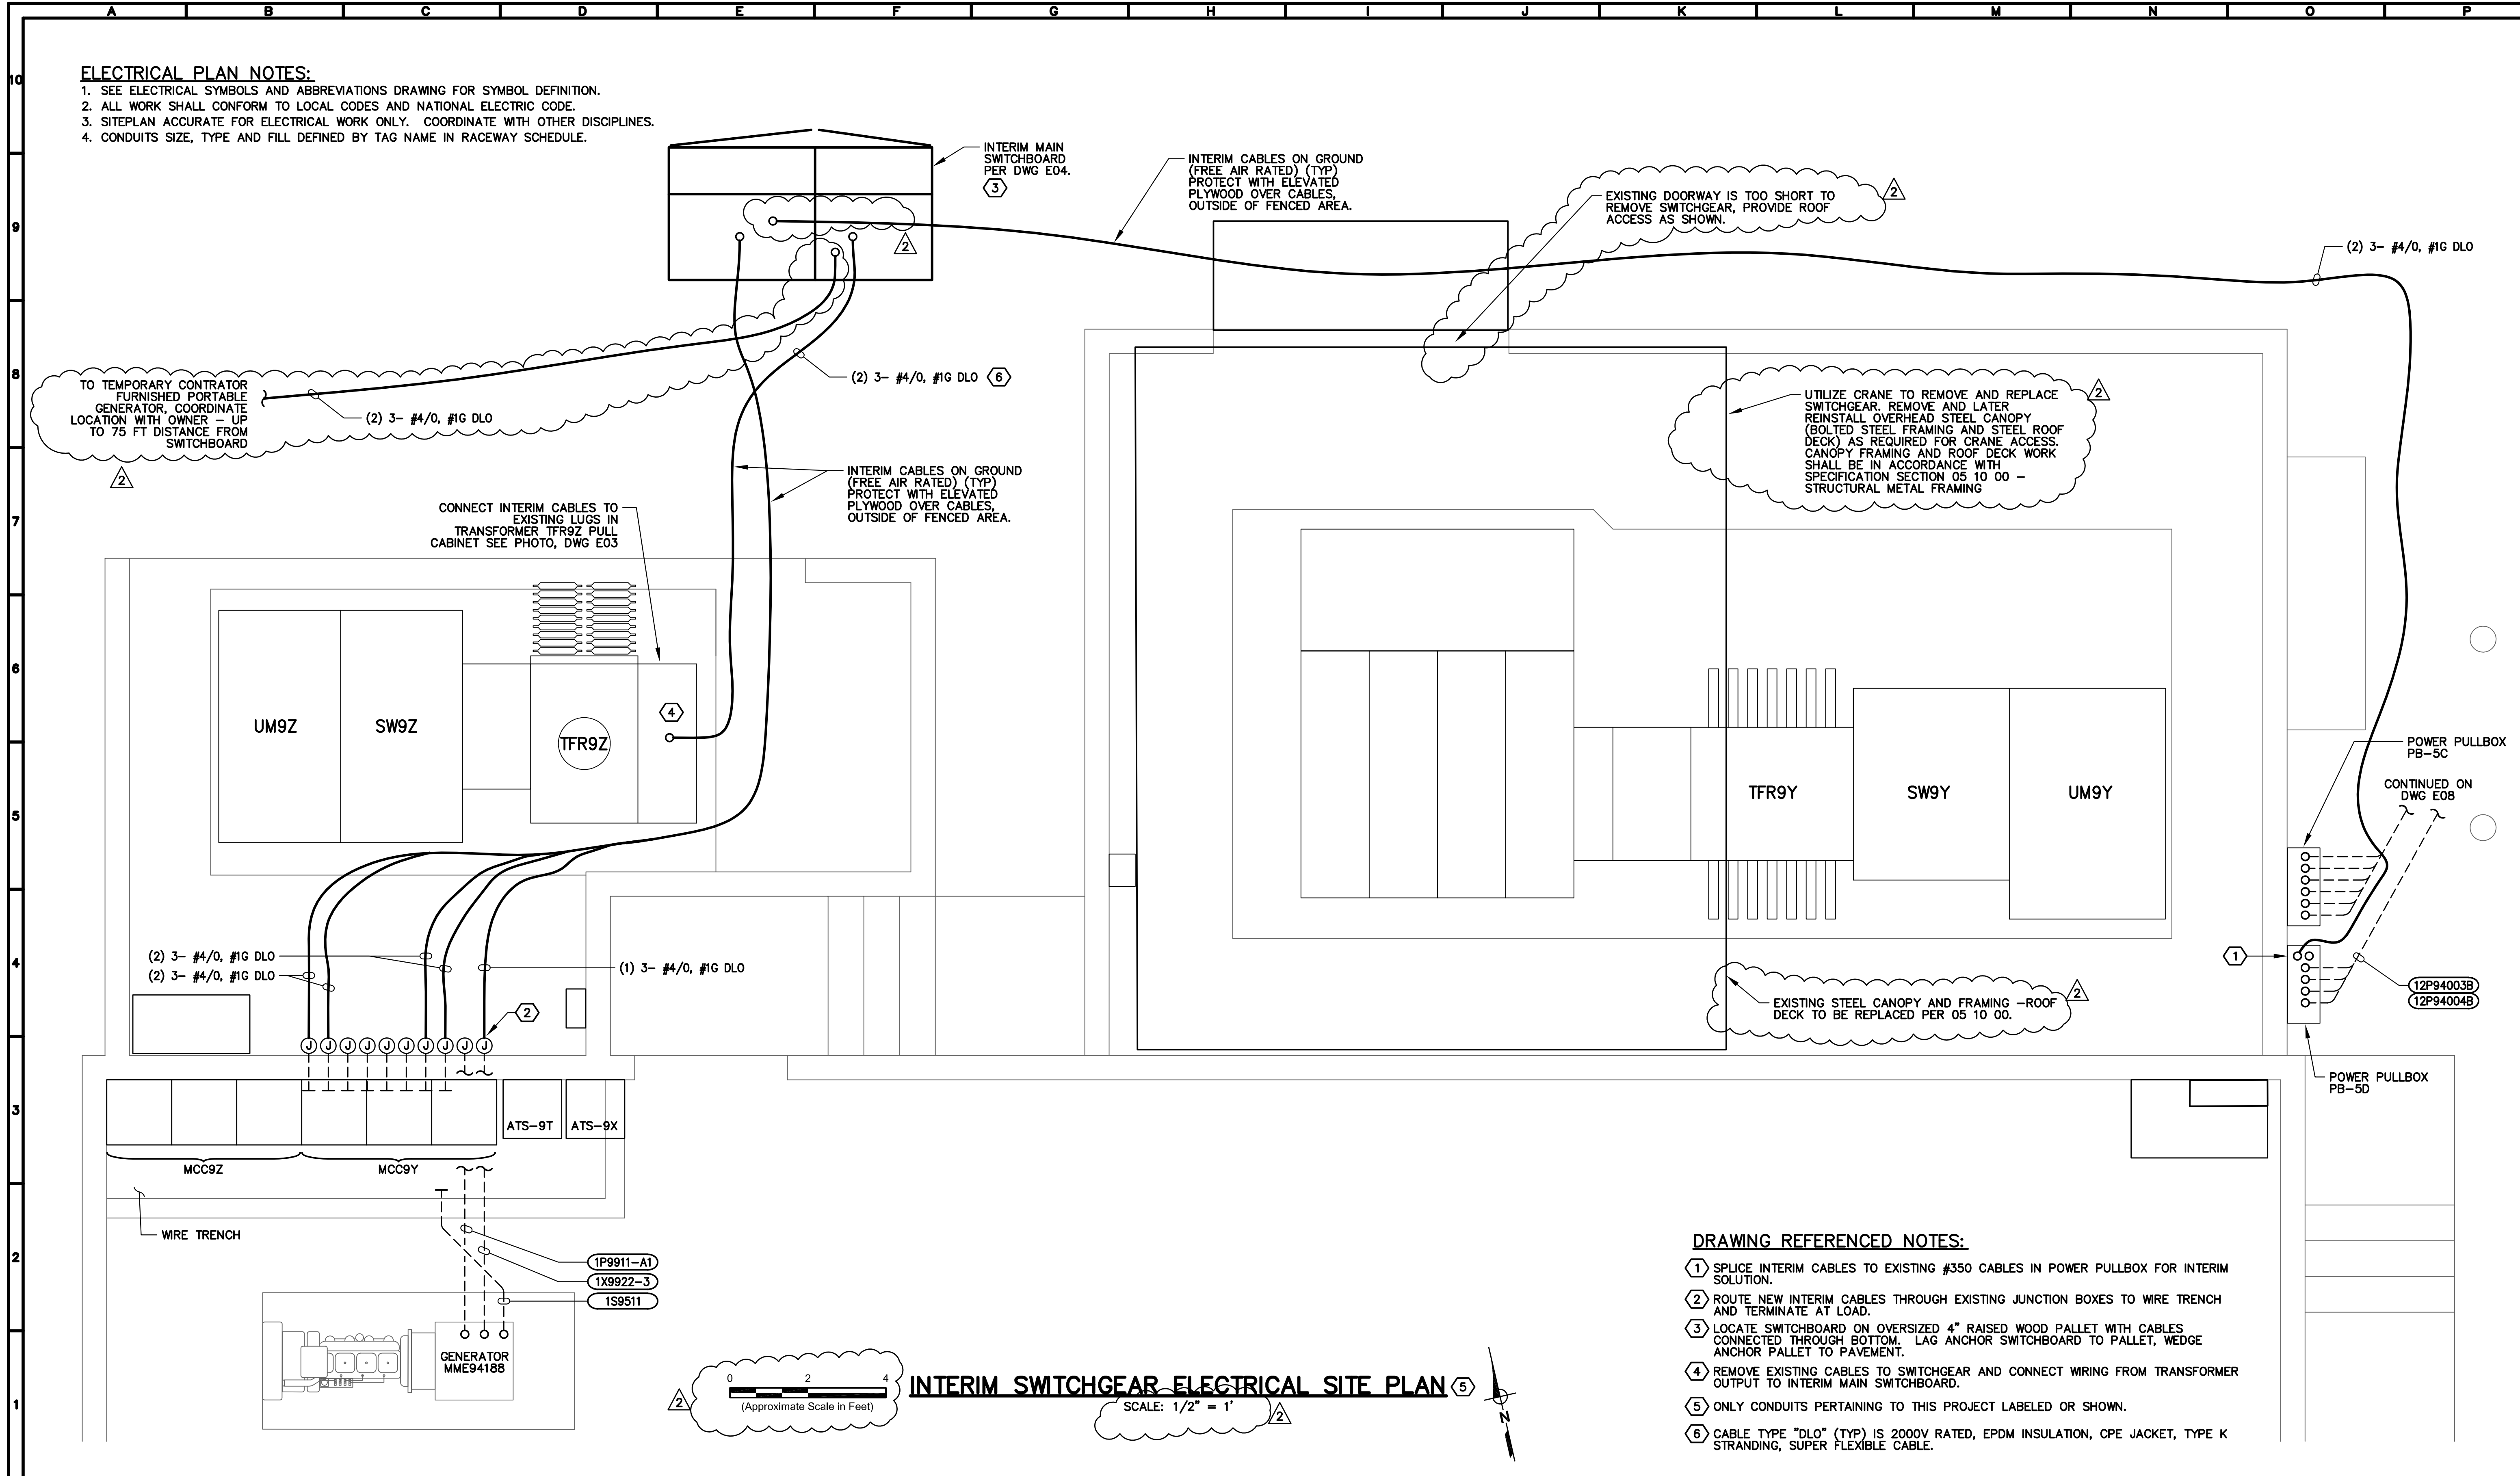 A B C D E F G H I J K L M N O P
10
9
8
7
6
5
4
3
2
1
ELECTRICAL PLAN NOTES:
1. SEE ELECTRICAL SYMBOLS AND ABBREVIATIONS DRAWING FOR SYMBOL DEFINITION.
2. ALL WORK SHALL CONFORM TO LOCAL CODES AND NATIONAL ELECTRIC CODE.
3. SITEPLAN ACCURATE FOR ELECTRICAL WORK ONLY. COORDINATE WITH OTHER DISCIPLINES.
4. CONDUITS SIZE, TYPE AND FILL DEFINED BY TAG NAME IN RACEWAY SCHEDULE.
INTERIM MAIN
SWITCHBOARD
PER DWG E04.
3
2
INTERIM CABLES ON GROUND
(FREE AIR RATED) (TYP)
PROTECT WITH ELEVATED
PLYWOOD OVER CABLES,
OUTSIDE OF FENCED AREA.
EXISTING DOORWAY IS TOO SHORT TO
REMOVE SWITCHGEAR, PROVIDE ROOF
ACCESS AS SHOWN.
2
(2) 3- #4/0, #1G DLO
TO TEMPORARY CONTRATOR
FURNISHED PORTABLE
GENERATOR, COORDINATE
LOCATION WITH OWNER – UP
TO 75 FT DISTANCE FROM
SWITCHBOARD
2
(2) 3- #4/0, #1G DLO
(2) 3- #4/0, #1G DLO 6
UTILIZE CRANE TO REMOVE AND REPLACE
SWITCHGEAR. REMOVE AND LATER
REINSTALL OVERHEAD STEEL CANOPY
(BOLTED STEEL FRAMING AND STEEL ROOF
DECK) AS REQUIRED FOR CRANE ACCESS.
CANOPY FRAMING AND ROOF DECK WORK
SHALL BE IN ACCORDANCE WITH
SPECIFICATION SECTION 05 10 00 –
STRUCTURAL METAL FRAMING
2
INTERIM CABLES ON GROUND
(FREE AIR RATED) (TYP)
PROTECT WITH ELEVATED
PLYWOOD OVER CABLES,
OUTSIDE OF FENCED AREA.
CONNECT INTERIM CABLES TO
EXISTING LUGS IN
TRANSFORMER TFR9Z PULL
CABINET SEE PHOTO, DWG E03
UM9Z
SW9Z
TFR9Z
4
TFR9Y
SW9Y
UM9Y
POWER PULLBOX
PB-5C
CONTINUED ON
DWG E08
(2) 3- #4/0, #1G DLO
(2) 3- #4/0, #1G DLO
(1) 3- #4/0, #1G DLO
2
1
12P94003B
12P94004B
EXISTING STEEL CANOPY AND FRAMING -ROOF
DECK TO BE REPLACED PER 05 10 00.
2
J J J J J J J J J J
POWER PULLBOX
PB-5D
ATS-9T
ATS-9X
MCC9Z
MCC9Y
WIRE TRENCH
1P9911-A1
1X9922-3
1S9511
GENERATOR
MME94188
0 2 4
(Approximate Scale in Feet)
2
INTERIM SWITCHGEAR ELECTRICAL SITE PLAN 5
SCALE: 1/2" = 1'
2
N
DRAWING REFERENCED NOTES:
1 SPLICE INTERIM CABLES TO EXISTING #350 CABLES IN POWER PULLBOX FOR INTERIM
SOLUTION.
2 ROUTE NEW INTERIM CABLES THROUGH EXISTING JUNCTION BOXES TO WIRE TRENCH
AND TERMINATE AT LOAD.
3 LOCATE SWITCHBOARD ON OVERSIZED 4" RAISED WOOD PALLET WITH CABLES
CONNECTED THROUGH BOTTOM. LAG ANCHOR SWITCHBOARD TO PALLET, WEDGE
ANCHOR PALLET TO PAVEMENT.
4 REMOVE EXISTING CABLES TO SWITCHGEAR AND CONNECT WIRING FROM TRANSFORMER
OUTPUT TO INTERIM MAIN SWITCHBOARD.
5 ONLY CONDUITS PERTAINING TO THIS PROJECT LABELED OR SHOWN.
6 CABLE TYPE "DLO" (TYP) IS 2000V RATED, EPDM INSULATION, CPE JACKET, TYPE K
STRANDING, SUPER FLEXIBLE CABLE.